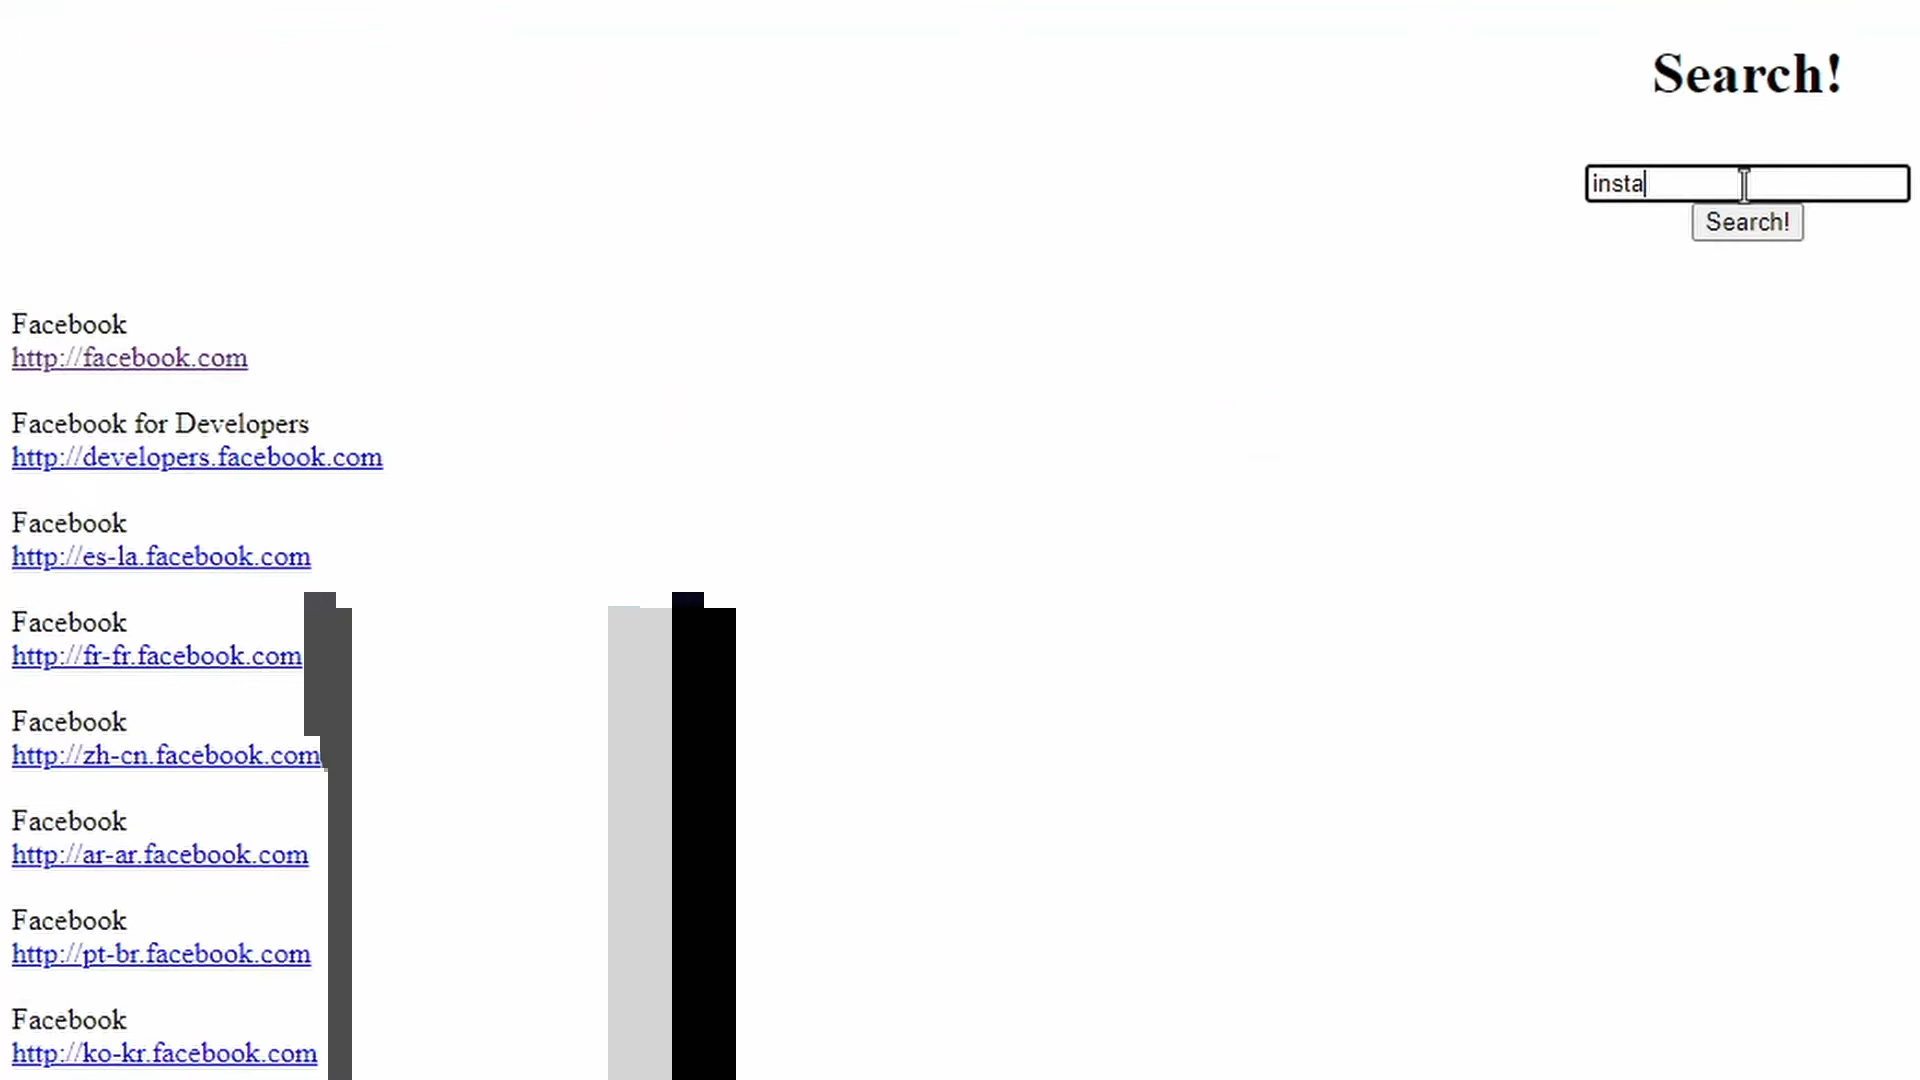 Search!
insta
Search!
Facebook
http://facebook.com
Facebook for Developers
http://developers.facebook.com
Facebook
http://es-la.facebook.com
Facebook
http://fr-fr.facebook.com
Facebook
http://zh-cn.facebook.com
Facebook
http://ar-ar.facebook.com
Facebook
http://pt-br.facebook.com
Facebook
http://ko-kr.facebook.com